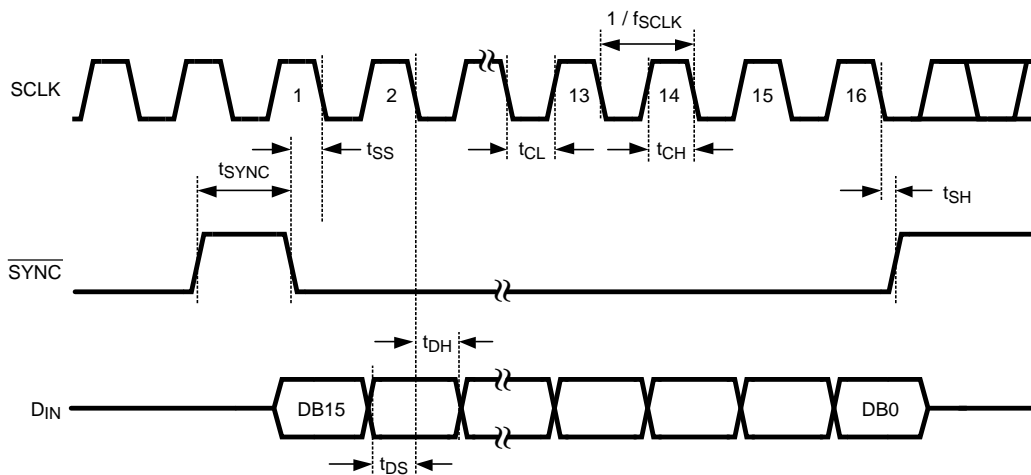 1 / fSCLK
SCLK
1 2 13 14 15 16
tSS tCL tCH
tSYNC
tSH
SYNC
tDH
DIN
DB15 DB0
tDS